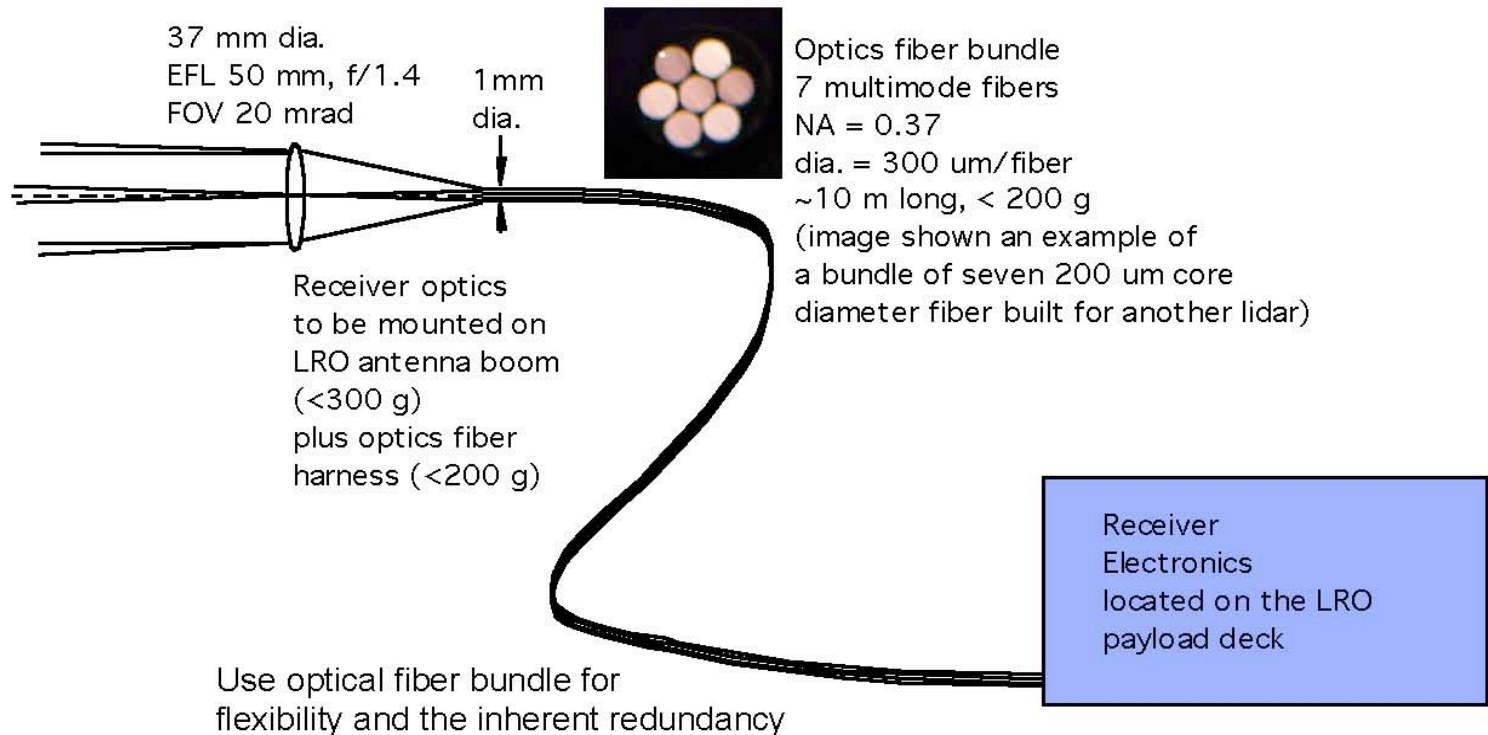 37 mm dia.
EFL 50 mm, f/1.4
FOV 20 mrad
1mm
dia.
Optics fiber bundle
7 multimode fibers
NA = 0.37
dia. = 300 um/fiber
~10 m long, < 200 g
(image shown an example of
a bundle of seven 200 um core
diameter fiber built for another lidar)
Receiver optics
to be mounted on
LRO antenna boom
(<300 g)
plus optics fiber
harness (<200 g)
Receiver
Electronics
located on the LRO
payload deck
Use optical fiber bundle for
flexibility and the inherent redundancy